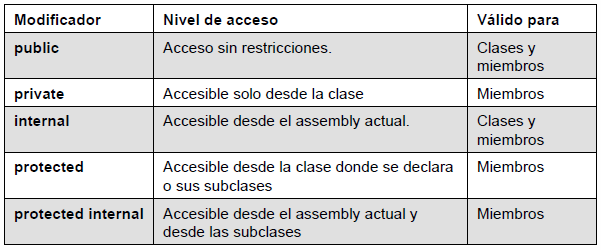 Modificador Nivel de acceso Válido para
public Acceso sin restricciones. Clases y
miembros
private Accesible solo desde la clase Miembros
internal Accesible desde el assembly actual. Clases y
miembros
protected Accesible desde la clase donde se declara Miembros
o sus subclases
protected internal Accesible desde el assembly actual y Miembros
desde las subclases